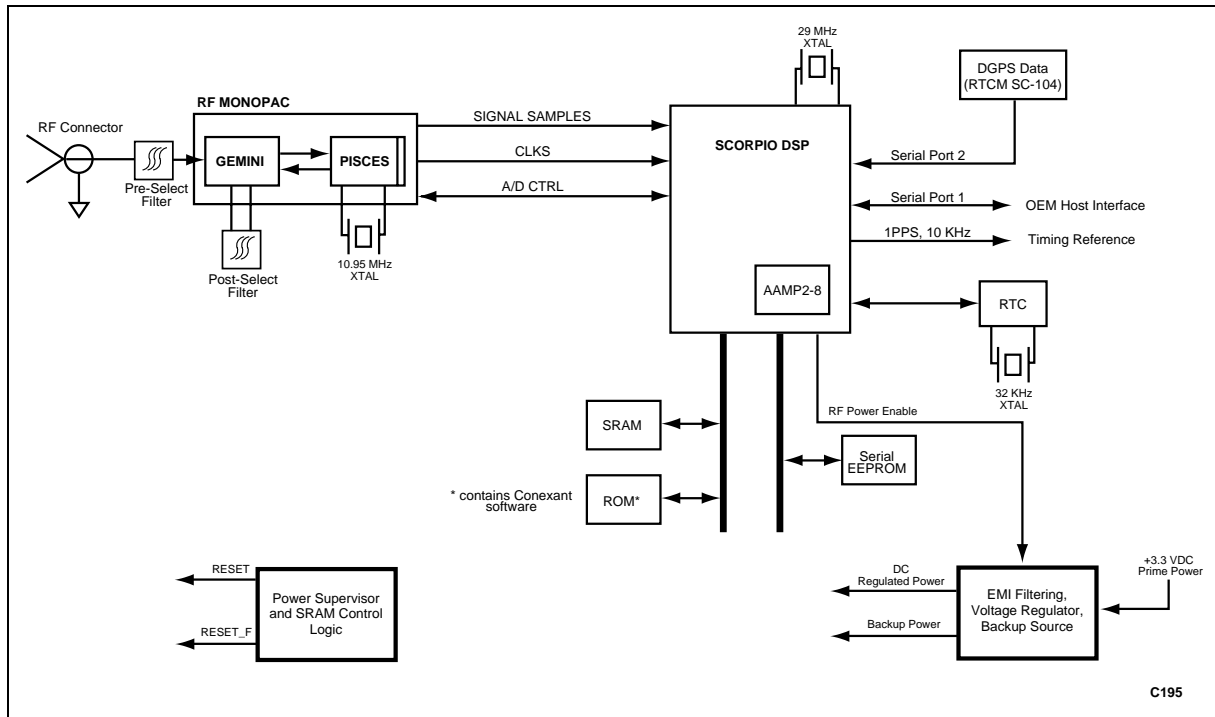 29 MHz
XTAL
DGPS Data
(RTCM SC-104)
RF MONOPAC
RF Connector
SIGNAL SAMPLES
SCORPIO DSP
GEMINI
PISCES
CLKS
Serial Port 2
Pre-Select
Filter
A/D CTRL
Serial Port 1
OEM Host Interface
1PPS, 10 KHz
Timing Reference
10.95 MHz
XTAL
Post-Select
Filter
AAMP2-8
RTC
32 KHz
XTAL
RF Power Enable
SRAM
Serial
EEPROM
* contains Conexant
software
ROM*
+3.3 VDC
Prime Power
RESET
DC
Regulated Power
Power Supervisor
and SRAM Control
Logic
EMI Filtering,
Voltage Regulator,
Backup Source
RESET_F
Backup Power
C195